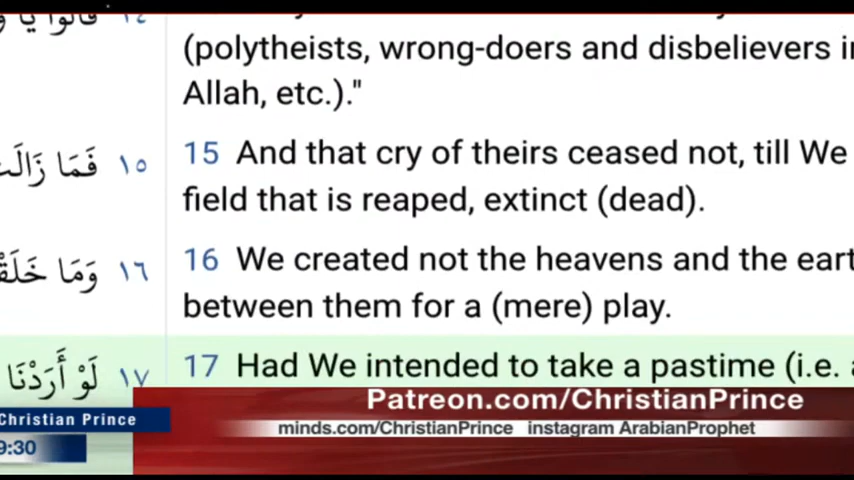 قالوا يا ١٤
(polytheists, wrong-doers and disbelievers in
Allah, etc.)."
فَمَا زَالَت ١٥ 15 And that cry of theirs ceased not, till We
field that is reaped, extinct (dead).
وَمَا خَلَقْ ١٦ 16 We created not the heavens and the eart
between them for a (mere) play.
لَوْ أَرَدْنَا ١٧ 17 Had We intended to take a pastime (i.e. a
Patreon.com/ChristianPrince
Christian Prince
minds.com/ChristianPrince instagram ArabianProphet
9:30